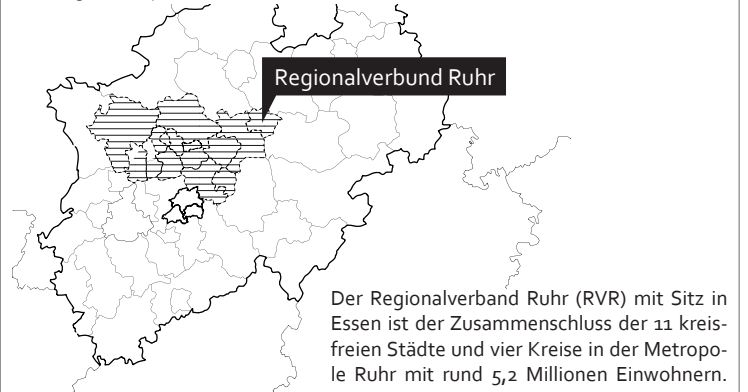 Regionalverbund Ruhr
Der Regionalverband Ruhr (RVR) mit Sitz in
Essen ist der Zusammenschluss der 11 kreis-
freien Städte und vier Kreise in der Metropo-
le Ruhr mit rund 5,2 Millionen Einwohnern.